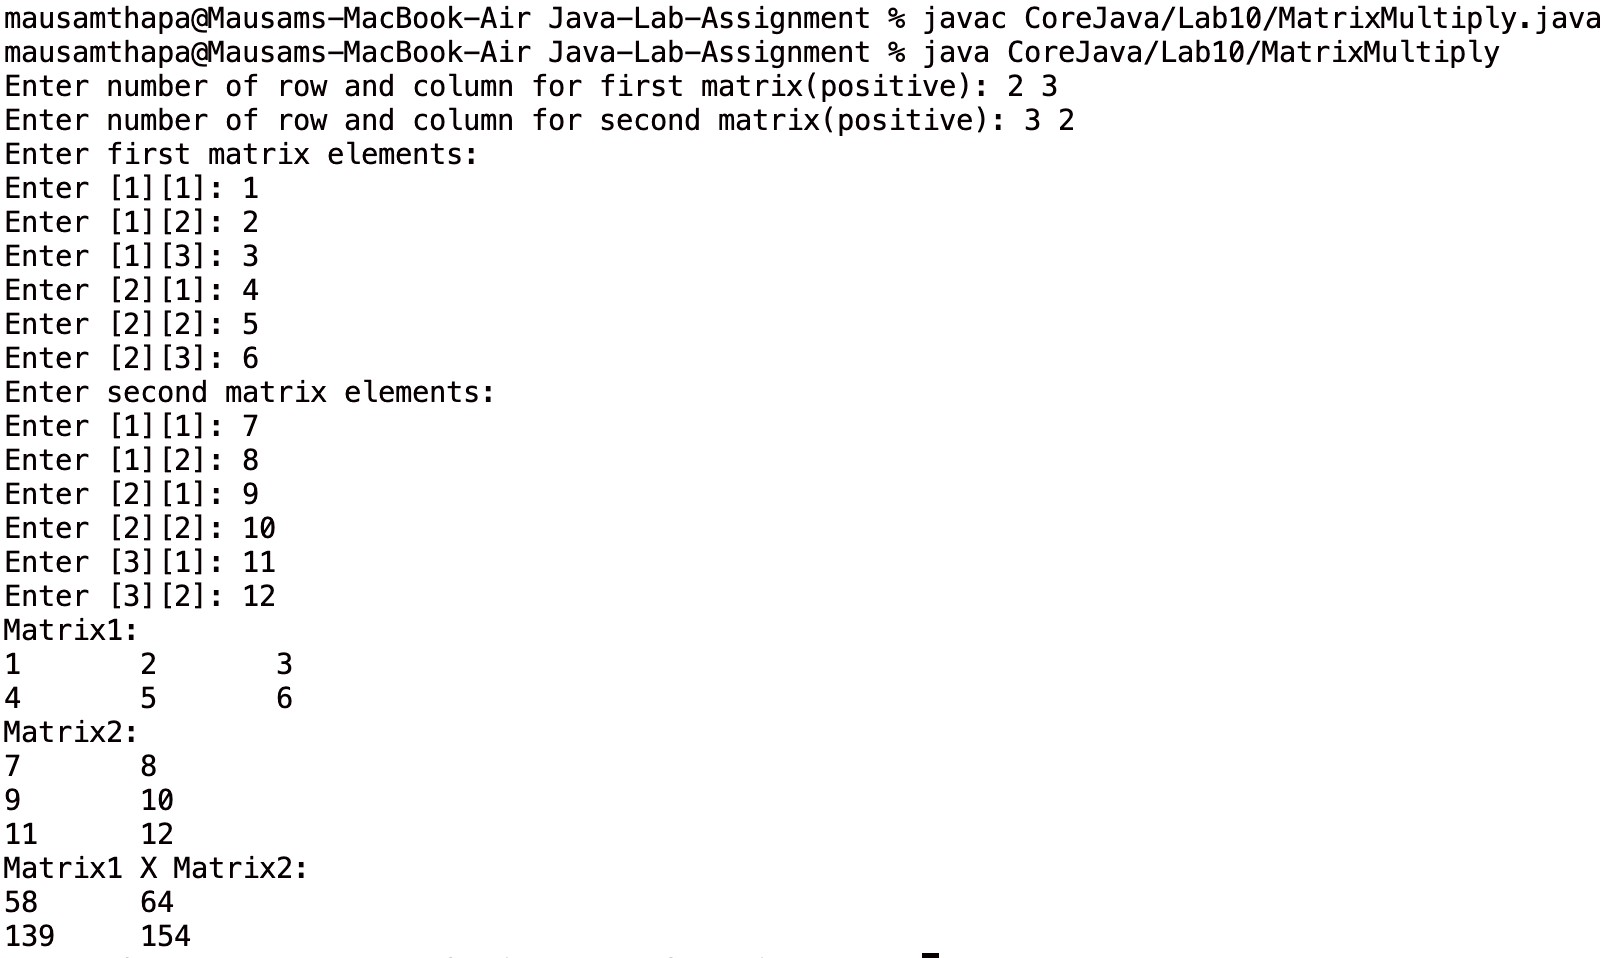 mausamthapa@Mausams-MacBook-Air Java-Lab-Assignment % javac CoreJava/Lab10/MatrixMultiply.java
mausamthapa@Mausams-MacBook-Air Java-Lab-Assignment % java CoreJava/Lab10/MatrixMultiply
Enter number of row and column for first matrix(positive): 2 3
Enter number of row and column for second matrix(positive): 3 2
Enter first matrix elements:
Enter [1][1]: 1
Enter [1][2]: 2
Enter [1][3]: 3
Enter [2][1]: 4
Enter [2][2]: 5
Enter [2][3]: 6
Enter second matrix elements:
Enter [1][1]: 7
Enter [1][2]: 8
Enter [2][1]: 9
Enter [2][2]: 10
Enter [3][1]: 11
Enter [3][2]: 12
Matrix1:
1 2 3
4 5 6
Matrix2:
7 8
9 10
11 12
Matrix1 X Matrix2:
58 64
139 154